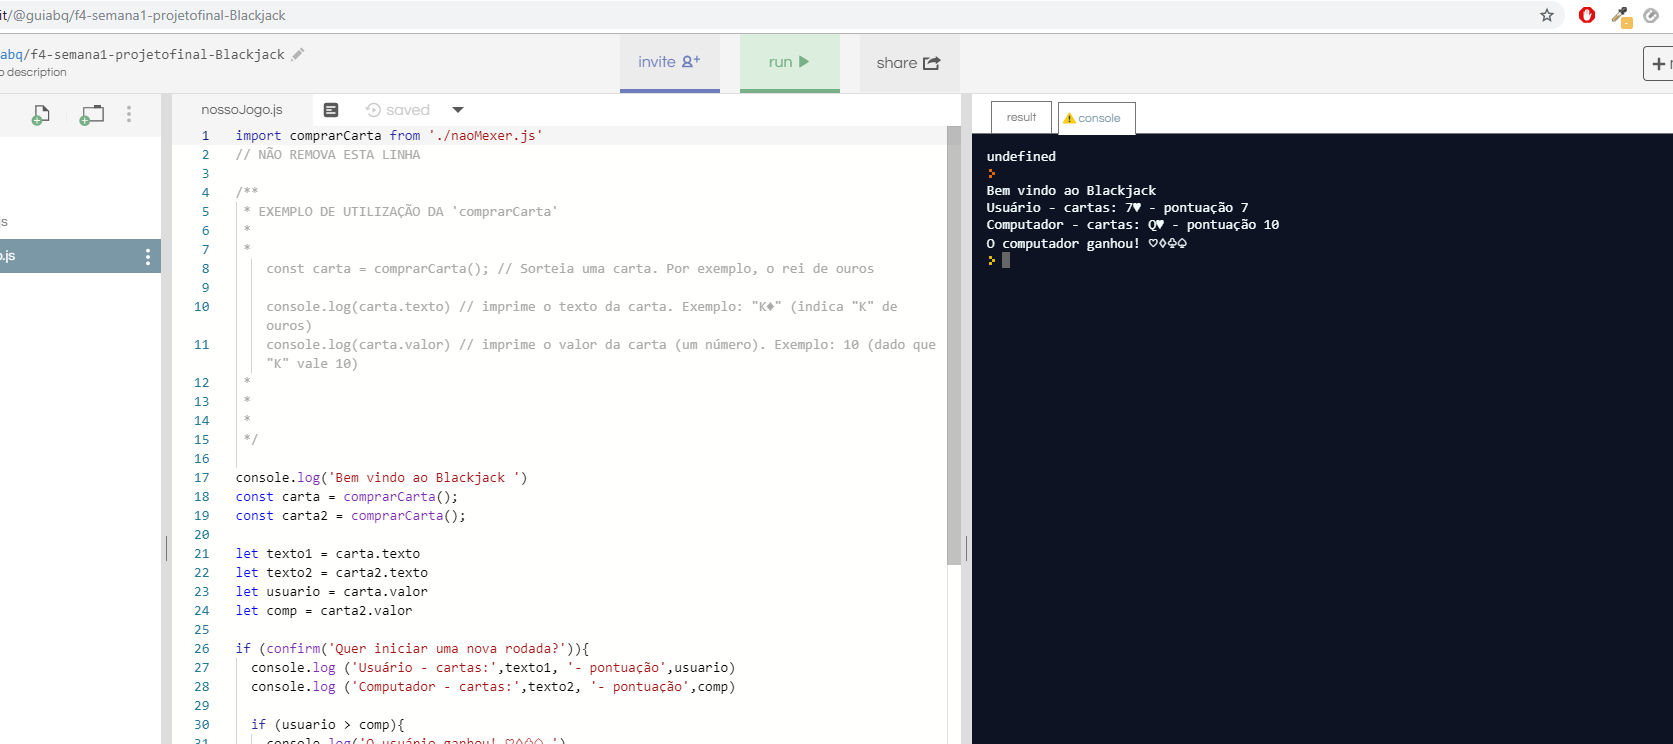 it/@guiabq/f4-semana1-projetofinal-Blackjack
abq/f4-semana1-projetofinal-Blackjack
description
invite
run
share
nossoJogo.js
saved
result
console
1 import comprarCarta from './naoMexer.js'
2 // NÃO REMOVA ESTA LINHA
3
4 /**
5 * EXEMPLO DE UTILIZAÇÃO DA 'comprarCarta'
6 *
7 *
8 const carta = comprarCarta(); // Sorteia uma carta. Por exemplo, o rei de ouros
9
10 console.log(carta.texto) // imprime o texto da carta. Exemplo: "K♦" (indica "K" de
ouros)
11 console.log(carta.valor) // imprime o valor da carta (um número). Exemplo: 10 (dado que
"K" vale 10)
12 *
13 *
14 *
15 */
16
17 console.log('Bem vindo ao Blackjack ')
18 const carta = comprarCarta();
19 const carta2 = comprarCarta();
20
21 let texto1 = carta.texto
22 let texto2 = carta2.texto
23 let usuario = carta.valor
24 let comp = carta2.valor
25
26 if (confirm('Quer iniciar uma nova rodada?')){
27 console.log ('Usuário - cartas:',texto1, '- pontuação',usuario)
28 console.log ('Computador - cartas:',texto2, '- pontuação',comp)
29
30 if (usuario > comp){
31 console.log('O usuário ganhou! ♡♢♧♤ ')
js
.js
undefined
Bem vindo ao Blackjack
Usuário - cartas: 7♥ - pontuação 7
Computador - cartas: Q♥ - pontuação 10
O computador ganhou! ♡♢♧♤